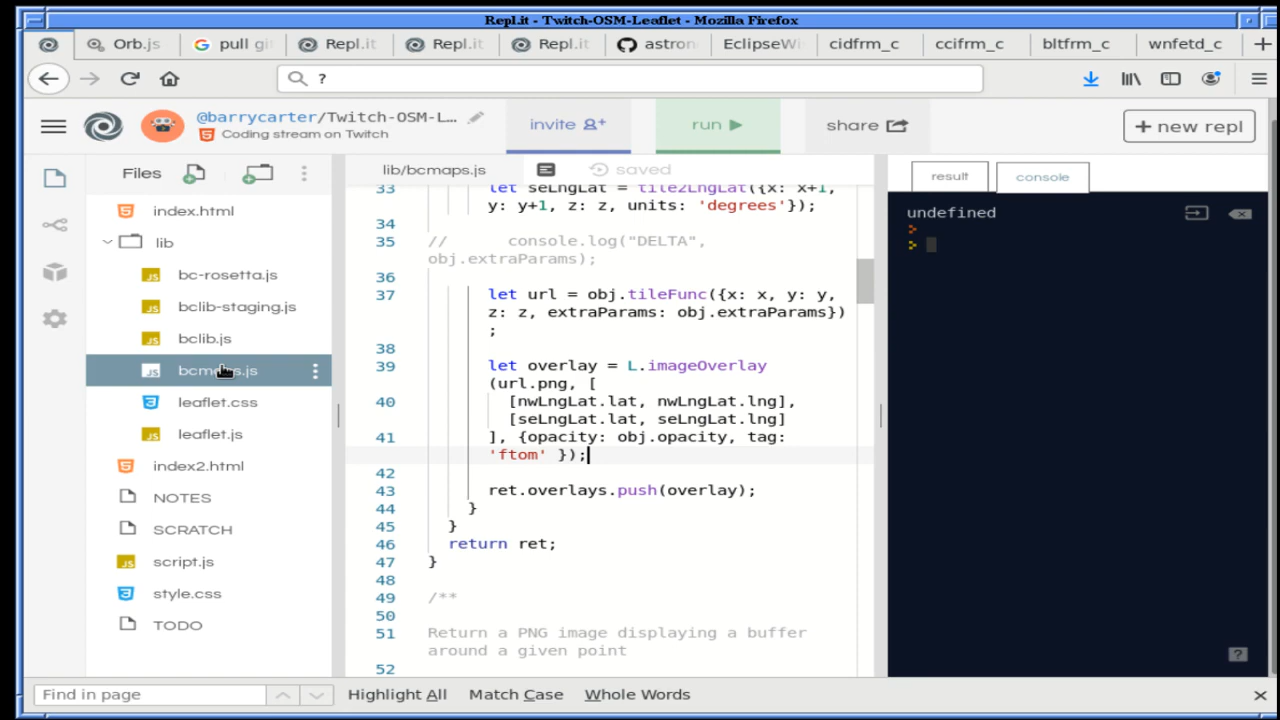 Repl.it - Twitch-OSM-Leaflet - Mozilla Firefox
Orb.js
pull gi
Repl.it
Repl.it
Repl.it
astron
EclipseWi
cidfrm_c
ccifrm_c
bltfrm_c
wnfetd_c
?
@barrycarter/Twitch-OSM-L...
Coding stream on Twitch
invite
run
share
+ new repl
Files
index.html
lib
JS bc-rosetta.js
JS bclib-staging.js
JS bclib.js
JS
leaflet.css
JS leaflet.js
index2.html
NOTES
SCRATCH
JS script.js
style.css
TODO
lib/bcmaps.js
saved
33 let seLngLat = tile2LngLat({x: x+1,
y: y+1, z: z, units: 'degrees'});
34
35 // console.log("DELTA",
obj.extraParams);
36
37 let url = obj.tileFunc({x: x, y: y,
z: z, extraParams: obj.extraParams})
;
38
39 let overlay = L.imageOverlay
(url.png, [
40 [nwLngLat.lat, nwLngLat.lng],
[seLngLat.lat, seLngLat.lng]
41 ], {opacity: obj.opacity, tag:
'ftom' });
42
43 ret.overlays.push(overlay);
44 }
45 }
46 return ret;
47 }
48
49 /**
50
51 Return a PNG image displaying a buffer
around a given point
52
result
console
undefined
>
>
?
Find in page
Highlight All
Match Case
Whole Words